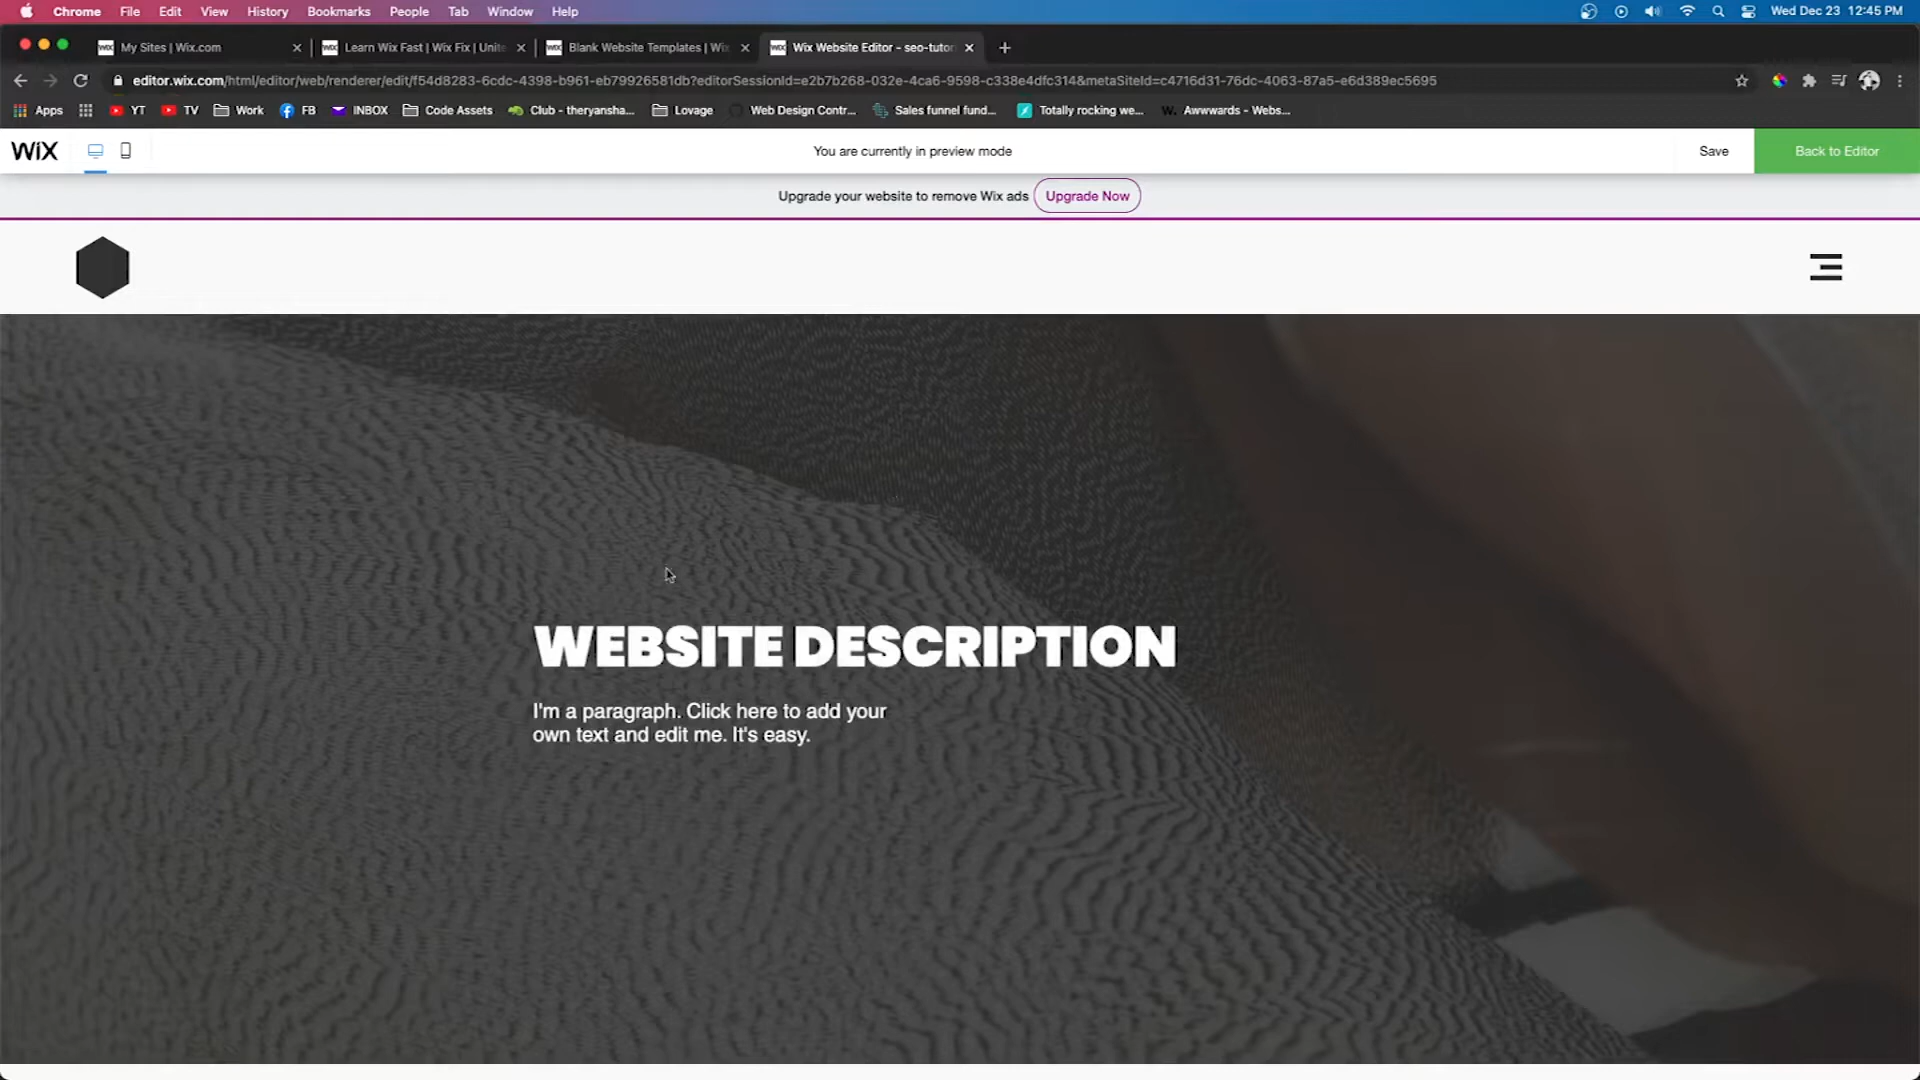 Chrome File Edit View History Bookmarks People Tab Window Help Wed Dec 23 12:45 PM
WIX My Sites | Wix.com WIX Learn Wix Fast | Wix Fix | Unite WIX Blank Website Templates | Wix WIX Wix Website Editor - seo-tutor
editor.wix.com/html/editor/web/renderer/edit/f54d8283-6cdc-4398-b961-eb79926581db?editorSessionId=e2b7b268-032e-4ca6-9598-c338e4dfc314&metaSiteId=c4716d31-76dc-4063-87a5-e6d389ec5695
Apps YT TV Work FB INBOX Code Assets Club - theryansha... Lovage Web Design Contr... Sales funnel fund... Totally rocking we... W. Awwwards - Webs...
WIX You are currently in preview mode Save Back to Editor
Upgrade your website to remove Wix ads Upgrade Now
WEBSITE DESCRIPTION
I'm a paragraph. Click here to add your
own text and edit me. It's easy.